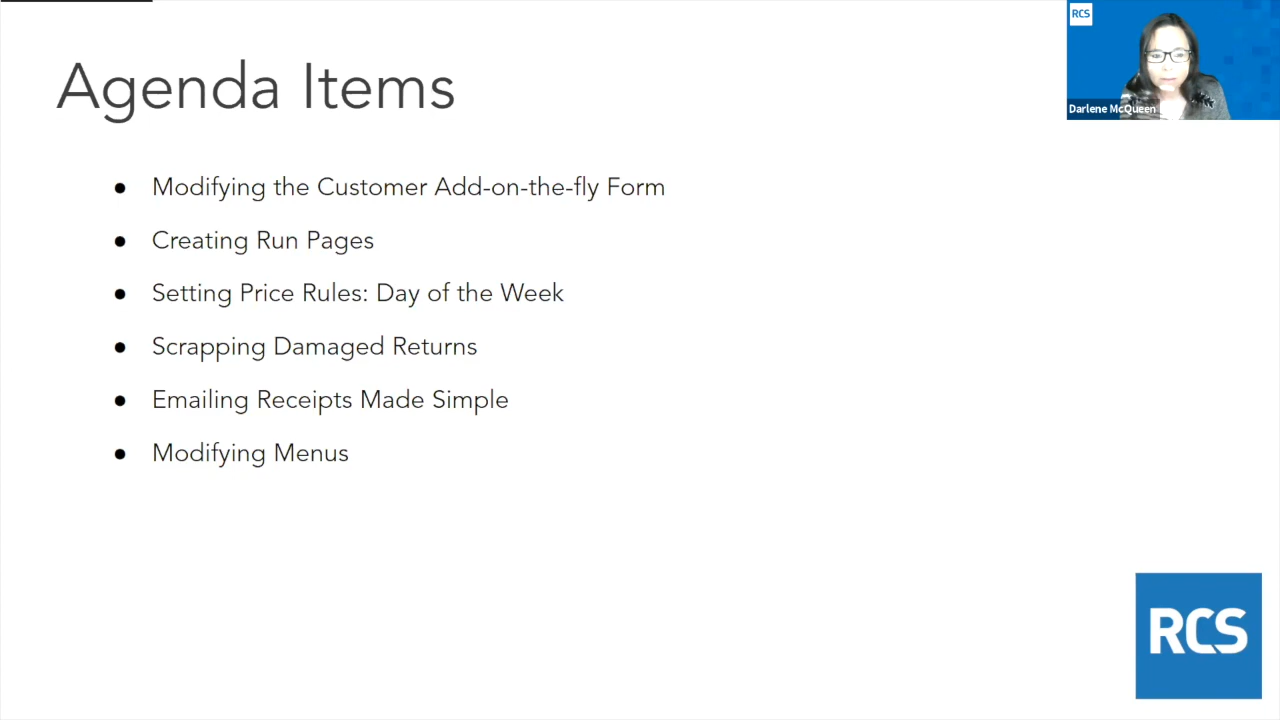 Agenda Items
RCS
Darlene McQueen
● Modifying the Customer Add-on-the-fly Form
● Creating Run Pages
● Setting Price Rules: Day of the Week
● Scrapping Damaged Returns
● Emailing Receipts Made Simple
● Modifying Menus
RCS